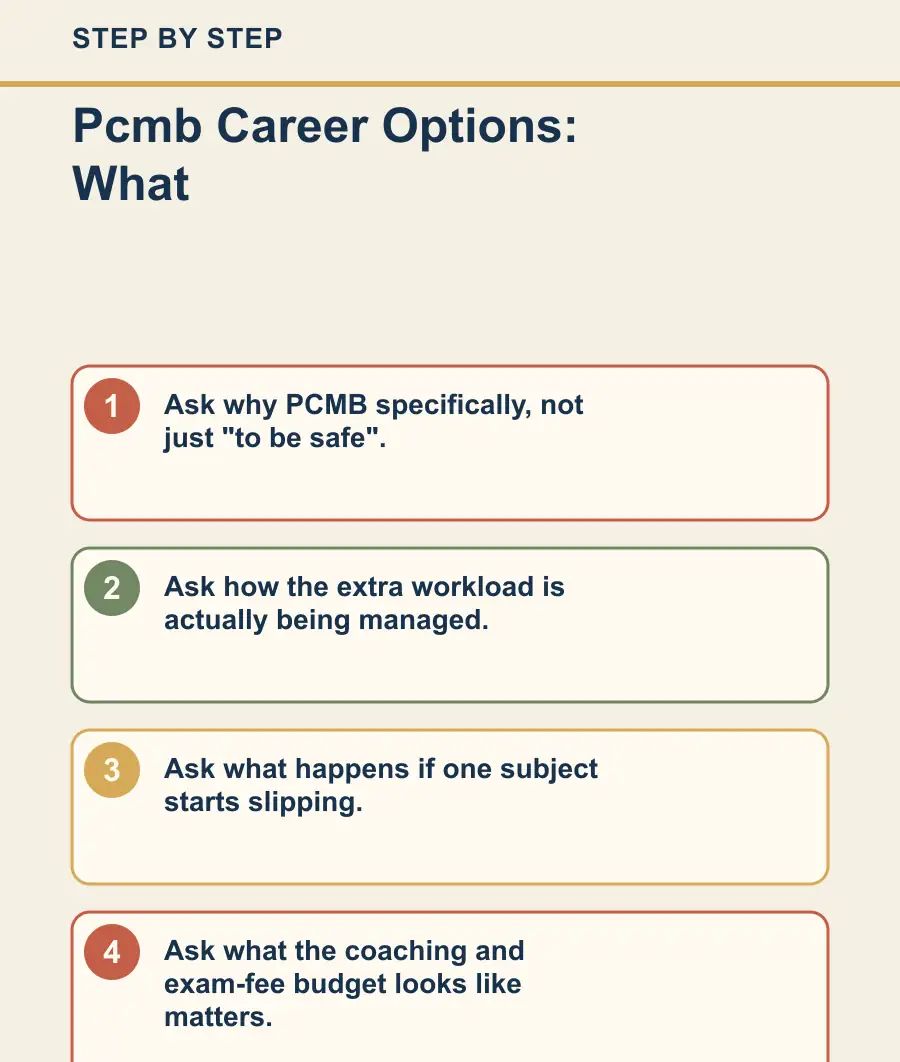 STEP BY STEP
Pcmb Career Options:
What
1
Ask why PCMB specifically, not
just "to be safe".
2
Ask how the extra workload is
actually being managed.
3
Ask what happens if one subject
starts slipping.
4
Ask what the coaching and
exam-fee budget looks like
matters.